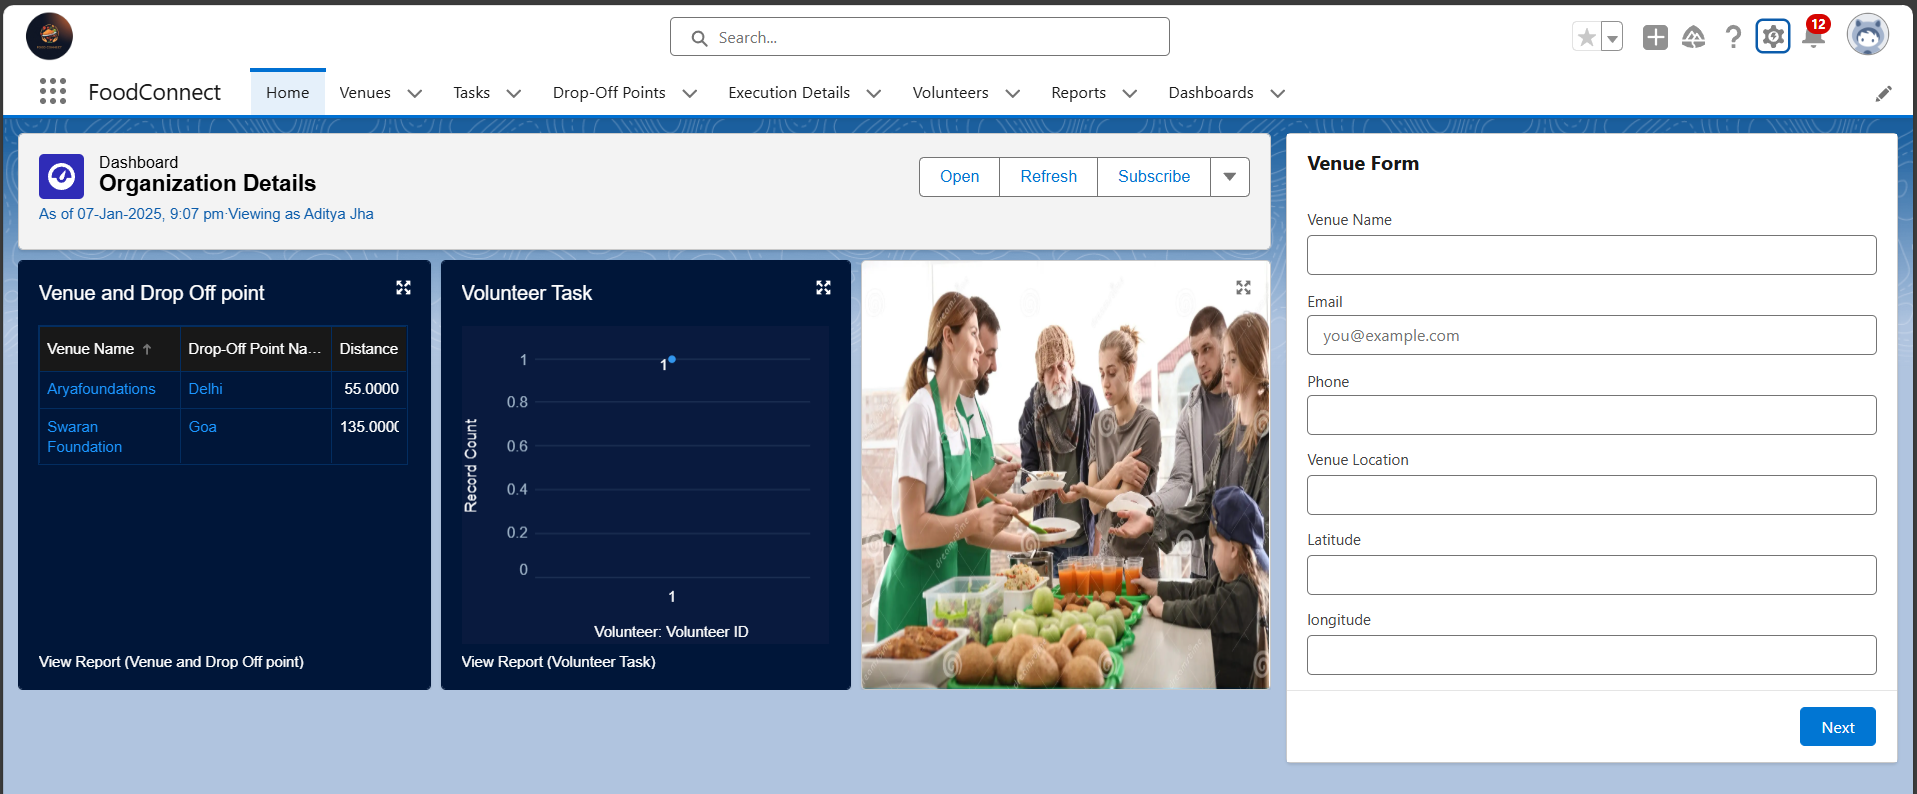 Search...
12
FoodConnect
Home
Venues
Tasks
Drop-Off Points
Execution Details
Volunteers
Reports
Dashboards
Dashboard
Organization Details
As of 07-Jan-2025, 9:07 pm·Viewing as Aditya Jha
Open
Refresh
Subscribe
Venue and Drop Off point
Venue Name ↑ Drop-Off Point Na... Distance
Aryafoundations Delhi 55.0000
Swaran Goa 135.000
Foundation
View Report (Venue and Drop Off point)
Volunteer Task
Record Count
1
0.8
0.6
0.4
0.2
0
1
1
Volunteer: Volunteer ID
View Report (Volunteer Task)
Venue Form
Venue Name
Email
you@example.com
Phone
Venue Location
Latitude
longitude
Next